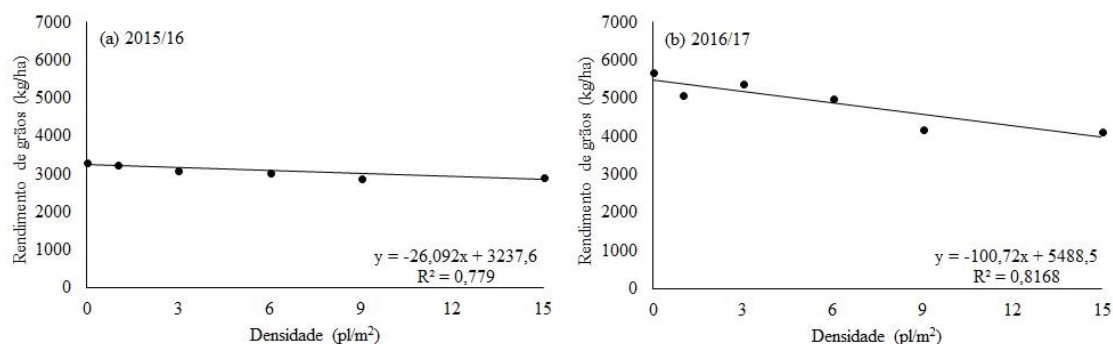 (a) 2015/16
Rendimento de grãos (kg/ha)
7000
6000
5000
4000
3000
2000
1000
0
y = -26,092x + 3237,6
R² = 0,779
0 3 6 9 12 15
Densidade (pl/m²)
(b) 2016/17
Rendimento de grãos (kg/ha)
7000
6000
5000
4000
3000
2000
1000
0
y = -100,72x + 5488,5
R² = 0,8168
0 3 6 9 12 15
Densidade (pl/m²)